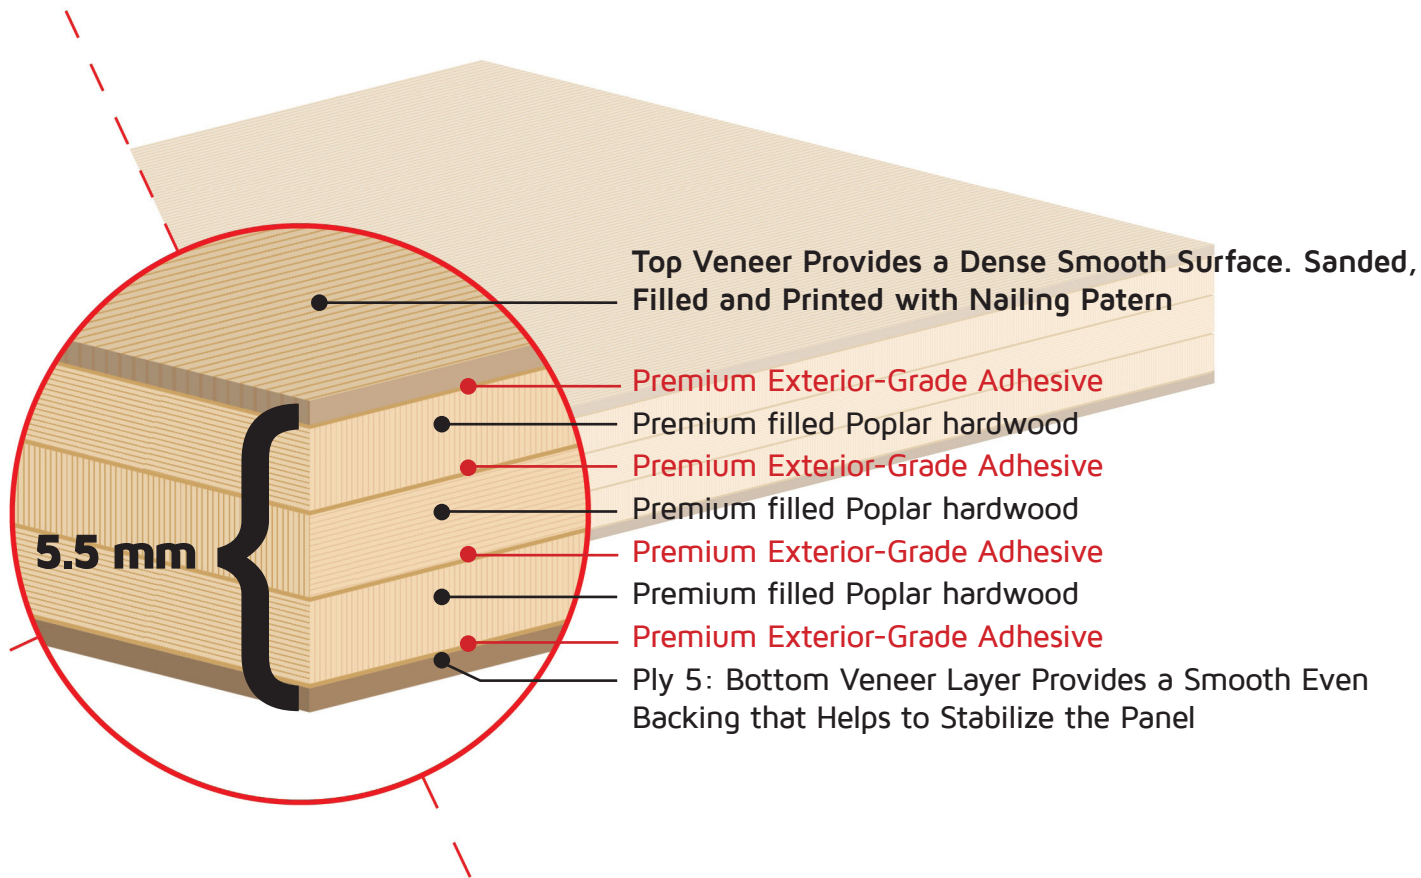 Top Veneer Provides a Dense Smooth Surface. Sanded,
Filled and Printed with Nailing Patern
Premium Exterior-Grade Adhesive
Premium filled Poplar hardwood
Premium Exterior-Grade Adhesive
Premium filled Poplar hardwood
5.5 mm
Premium Exterior-Grade Adhesive
Premium filled Poplar hardwood
Premium Exterior-Grade Adhesive
Ply 5: Bottom Veneer Layer Provides a Smooth Even
Backing that Helps to Stabilize the Panel